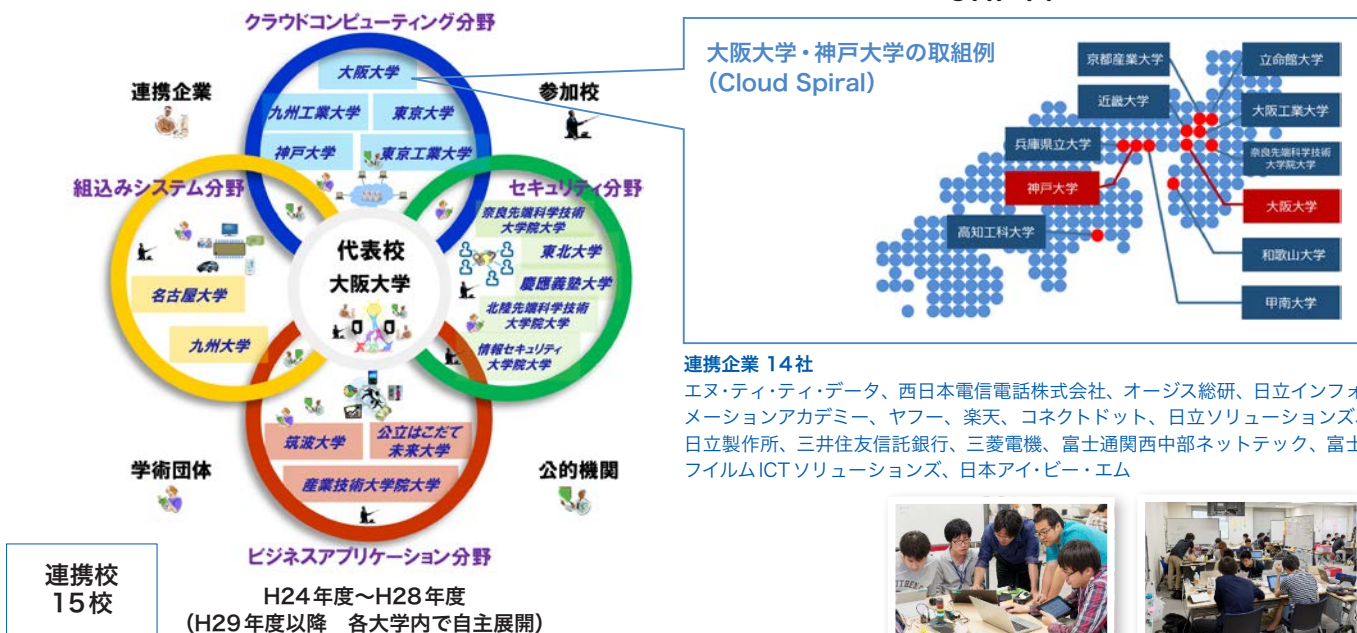 クラウドコンピューティング分野
連携企業
参加校
大阪大学
九州工業大学
東京大学
神戸大学
東京工業大学
組込みシステム分野
セキュリティ分野
名古屋大学
九州大学
代表校
大阪大学
奈良先端科学技術
大学院大学
東北大学
慶應義塾大学
北陸先端科学技術
大学院大学
情報セキュリティ
大学院大学
筑波大学
公立はこだて
未来大学
産業技術大学院大学
学術団体
公的機関
ビジネスアプリケーション分野
連携校
15校
H24年度〜H28年度
(H29年度以降 各大学内で自主展開)
大阪大学・神戸大学の取組例
(Cloud Spiral)
京都産業大学
近畿大学
兵庫県立大学
神戸大学
高知工科大学
立命館大学
大阪工業大学
奈良先端科学技術
大学院大学
大阪大学
和歌山大学
甲南大学
連携企業 14社
エヌ・ティ・ティ・データ、西日本電信電話株式会社、オージス総研、日立インフォ
メーションアカデミー、ヤフー、楽天、コネクトドット、日立ソリューションズ、
日立製作所、三井住友信託銀行、三菱電機、富士通関西中部ネットテック、富士
フイルムICTソリューションズ、日本アイ・ビー・エム